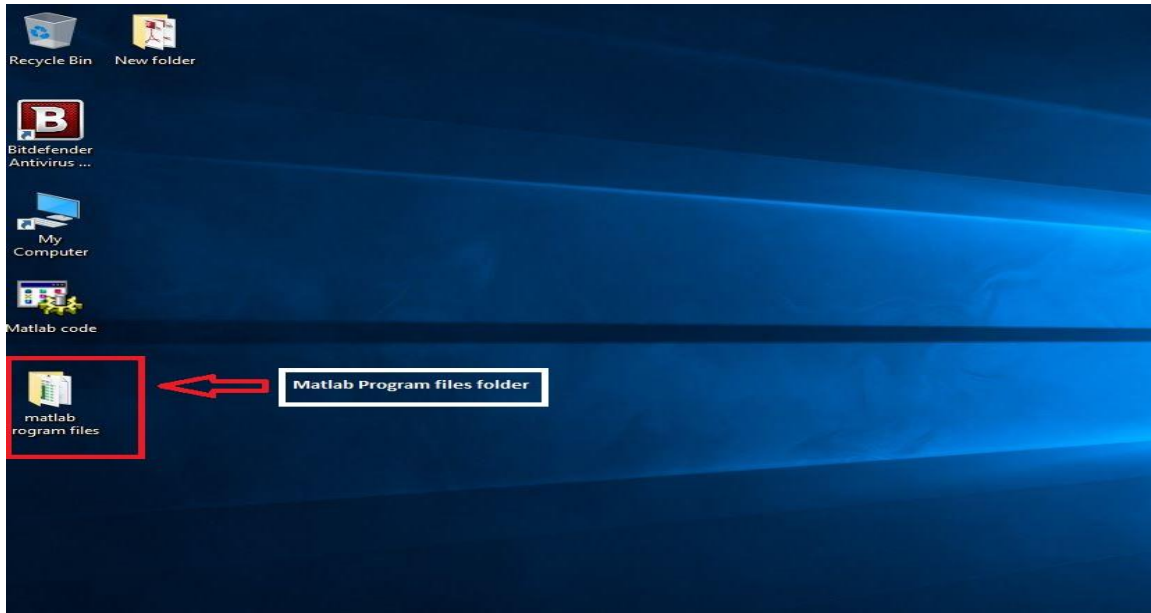 Recycle Bin
New folder
B
Bitdefender
Antivirus ...
My
Computer
Matlab code
matlab
rogram files
Matlab Program files folder